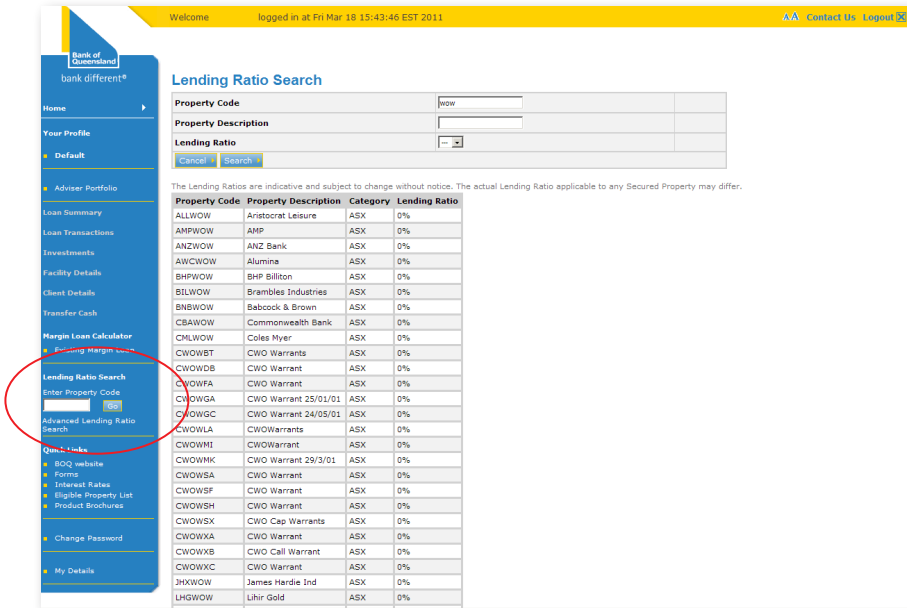 Welcome logged in at Fri Mar 18 15:43:46 EST 2011
AA Contact Us Logout
Bank of
Queensland
bank different®
Home
Your Profile
Default
Adviser Portfolio
Loan Summary
Loan Transactions
Investments
Facility Details
Client Details
Transfer Cash
Margin Loan Calculator
Existing Margin Loan
Lending Ratio Search
Enter Property Code
Go
Advanced Lending Ratio
Search
Quick Links
BOQ website
Forms
Interest Rates
Eligible Property List
Product Brochures
Change Password
My Details
Lending Ratio Search
Property Code wow
Property Description
Lending Ratio ---
Cancel Search
The Lending Ratios are indicative and subject to change without notice. The actual Lending Ratio applicable to any Secured Property may differ.
Property Code Property Description Category Lending Ratio
ALLWOW Aristocrat Leisure ASX 0%
AMPWOW AMP ASX 0%
ANZWOW ANZ Bank ASX 0%
AWCWOW Alumina ASX 0%
BHPWOW BHP Billiton ASX 0%
BILWOW Brambles Industries ASX 0%
BNBWOW Babcock & Brown ASX 0%
CBAWOW Commonwealth Bank ASX 0%
CMLWOW Coles Myer ASX 0%
CWOWBT CWO Warrants ASX 0%
CWOWDB CWO Warrant ASX 0%
CWOWFA CWO Warrant ASX 0%
CWOWGA CWO Warrant 25/01/01 ASX 0%
CWOWGC CWO Warrant 24/05/01 ASX 0%
CWOWLA CWOWarrants ASX 0%
CWOWMI CWOWarrant ASX 0%
CWOWMK CWO Warrant 29/3/01 ASX 0%
CWOWSA CWO Warrant ASX 0%
CWOWSF CWO Warrant ASX 0%
CWOWSH CWO Warrant ASX 0%
CWOWSX CWO Cap Warrants ASX 0%
CWOWXA CWO Warrant ASX 0%
CWOWXB CWO Call Warrant ASX 0%
CWOWXC CWO Warrant ASX 0%
JHXWOW James Hardie Ind ASX 0%
LHGWOW Lihir Gold ASX 0%